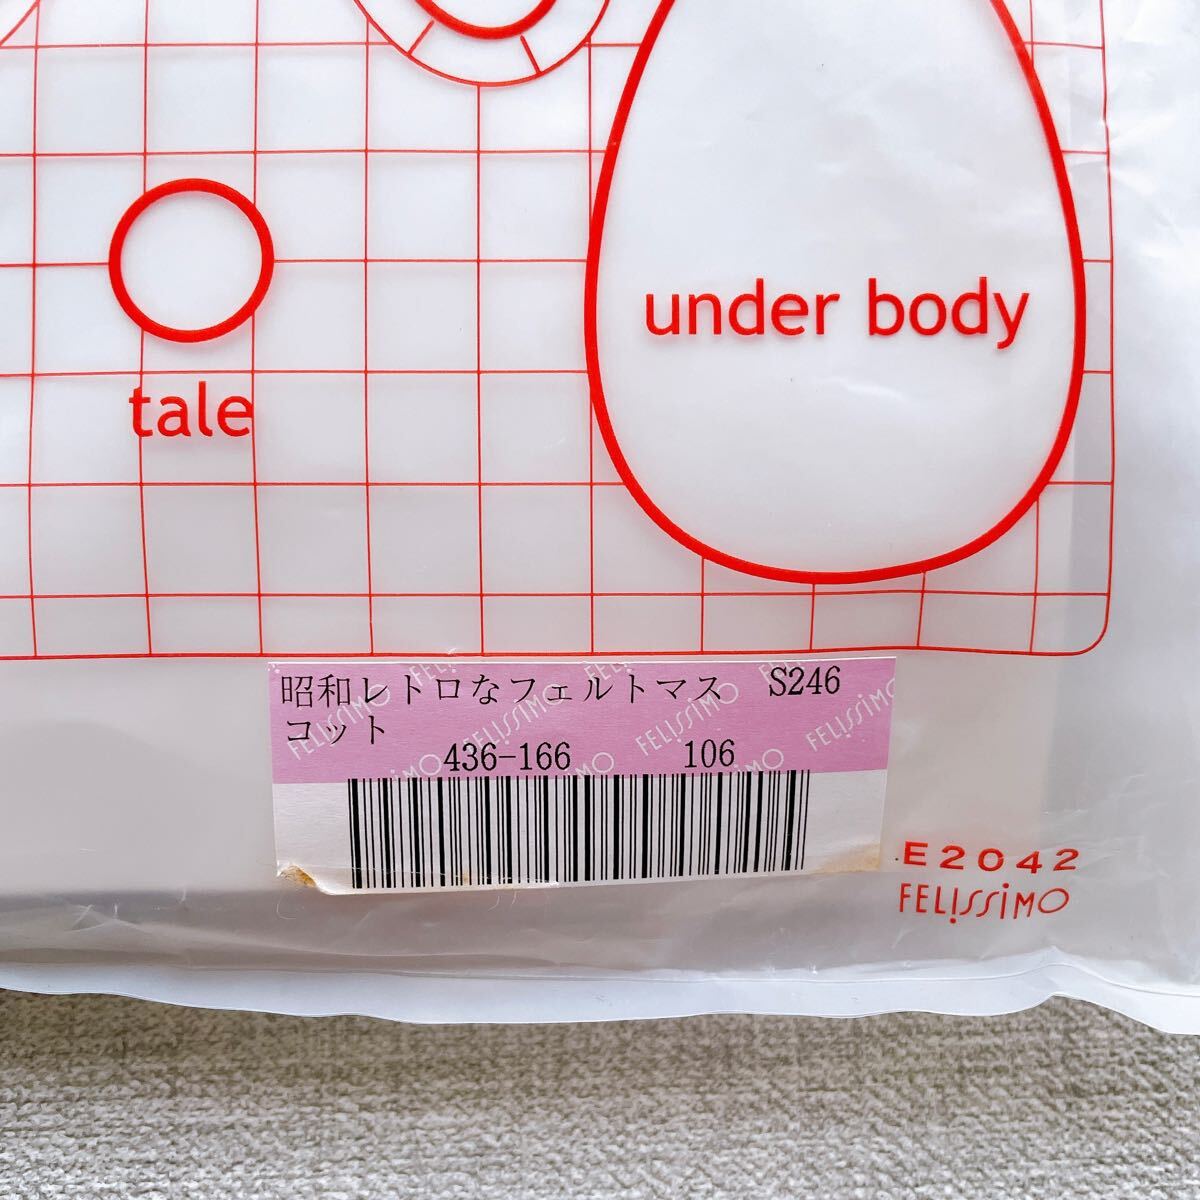 under body
tale
昭和レトロなフェルトマス S246
コット
436-166 106
E2042
FELISSIMO